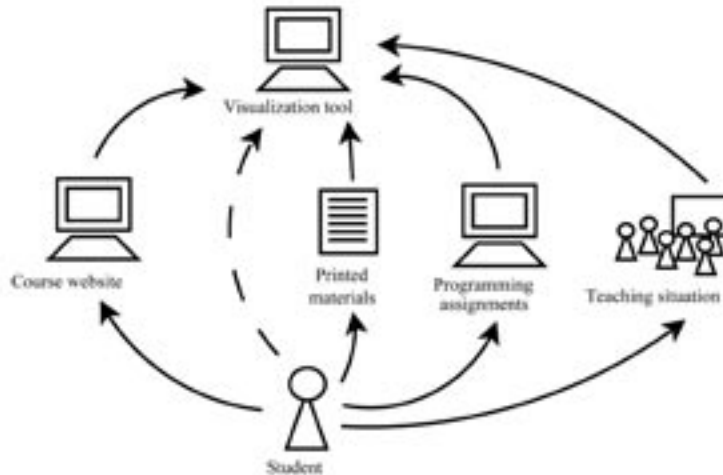 Visualization tool
Course website
Printed
materials
Programming
assignments
Teaching situation
Student